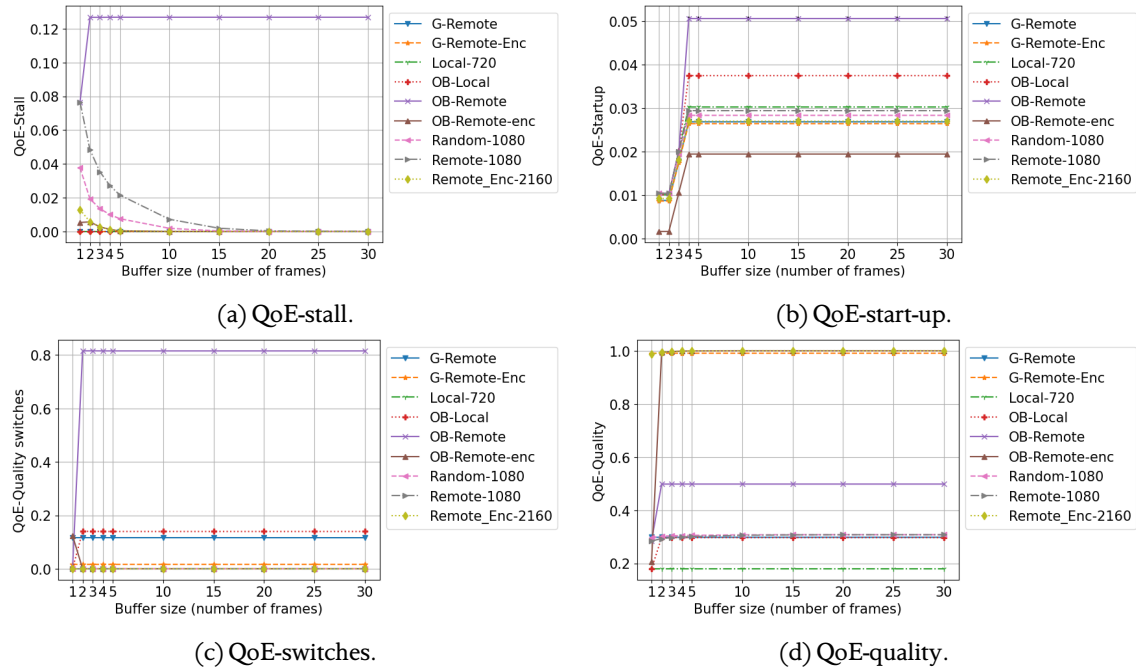 0.12
0.10
0.08
0.06
0.04
0.02
0.00
QoE-Stall
1 2 3 4 5 10 15 20 25 30
Buffer size (number of frames)
G-Remote
G-Remote-Enc
Local-720
OB-Local
OB-Remote
OB-Remote-enc
Random-1080
Remote-1080
Remote_Enc-2160
(a) QoE-stall.
0.05
0.04
0.03
0.02
0.01
0.00
QoE-Startup
1 2 3 4 5 10 15 20 25 30
Buffer size (number of frames)
G-Remote
G-Remote-Enc
Local-720
OB-Local
OB-Remote
OB-Remote-enc
Random-1080
Remote-1080
Remote_Enc-2160
(b) QoE-start-up.
0.8
0.6
0.4
0.2
0.0
QoE-Quality switches
1 2 3 4 5 10 15 20 25 30
Buffer size (number of frames)
G-Remote
G-Remote-Enc
Local-720
OB-Local
OB-Remote
OB-Remote-enc
Random-1080
Remote-1080
Remote_Enc-2160
(c) QoE-switches.
1.0
0.8
0.6
0.4
0.2
QoE-Quality
1 2 3 4 5 10 15 20 25 30
Buffer size (number of frames)
G-Remote
G-Remote-Enc
Local-720
OB-Local
OB-Remote
OB-Remote-enc
Random-1080
Remote-1080
Remote_Enc-2160
(d) QoE-quality.